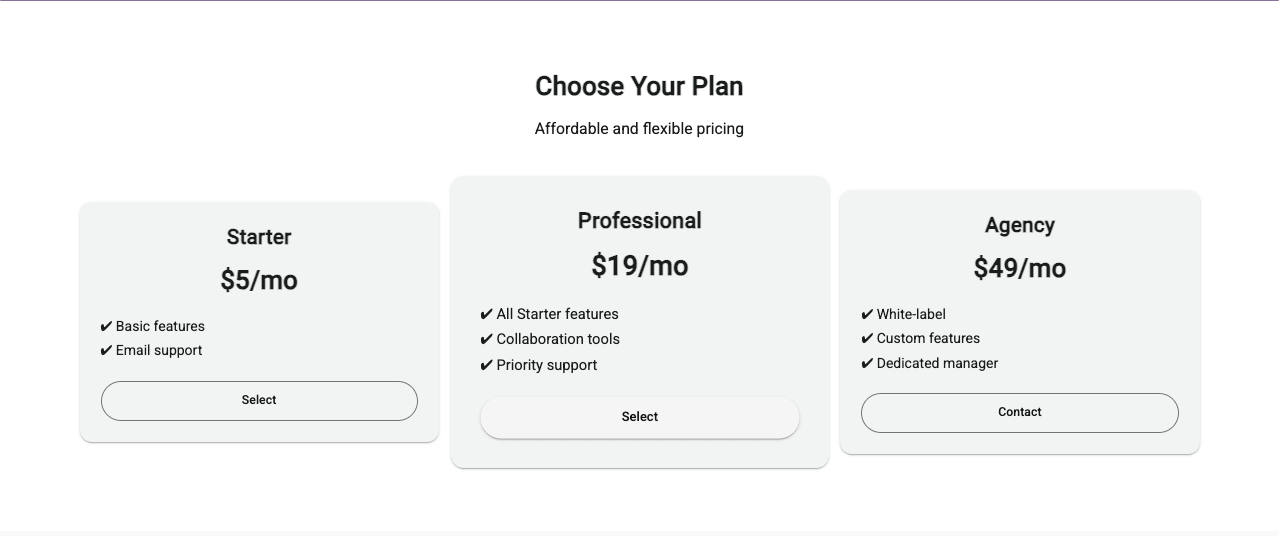 Choose Your Plan
Affordable and flexible pricing
Starter
$5/mo
✔ Basic features
✔ Email support
Select
Professional
$19/mo
✔ All Starter features
✔ Collaboration tools
✔ Priority support
Select
Agency
$49/mo
✔ White-label
✔ Custom features
✔ Dedicated manager
Contact